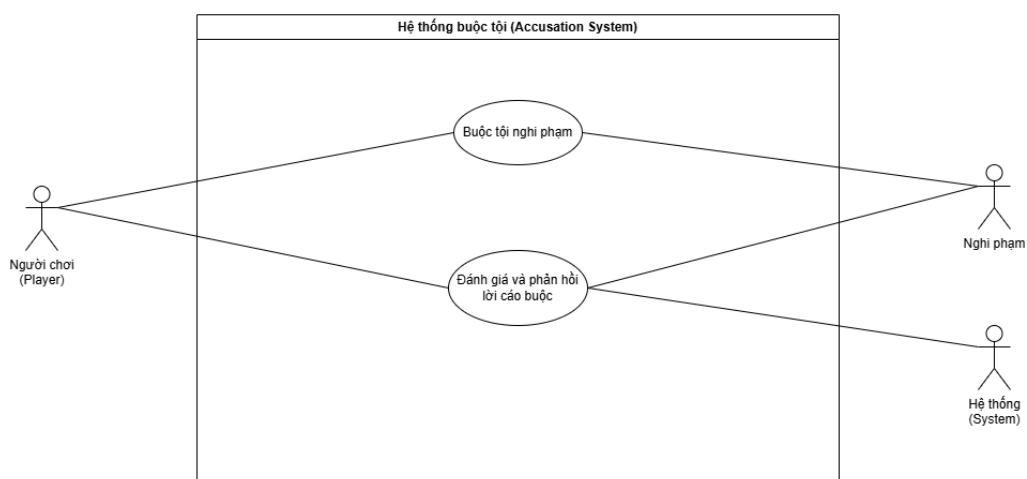 Hệ thống buộc tội (Accusation System)
Buộc tội nghi phạm
Người chơi
(Player)
Nghi phạm
Đánh giá và phản hồi
lời cáo buộc
Hệ thống
(System)